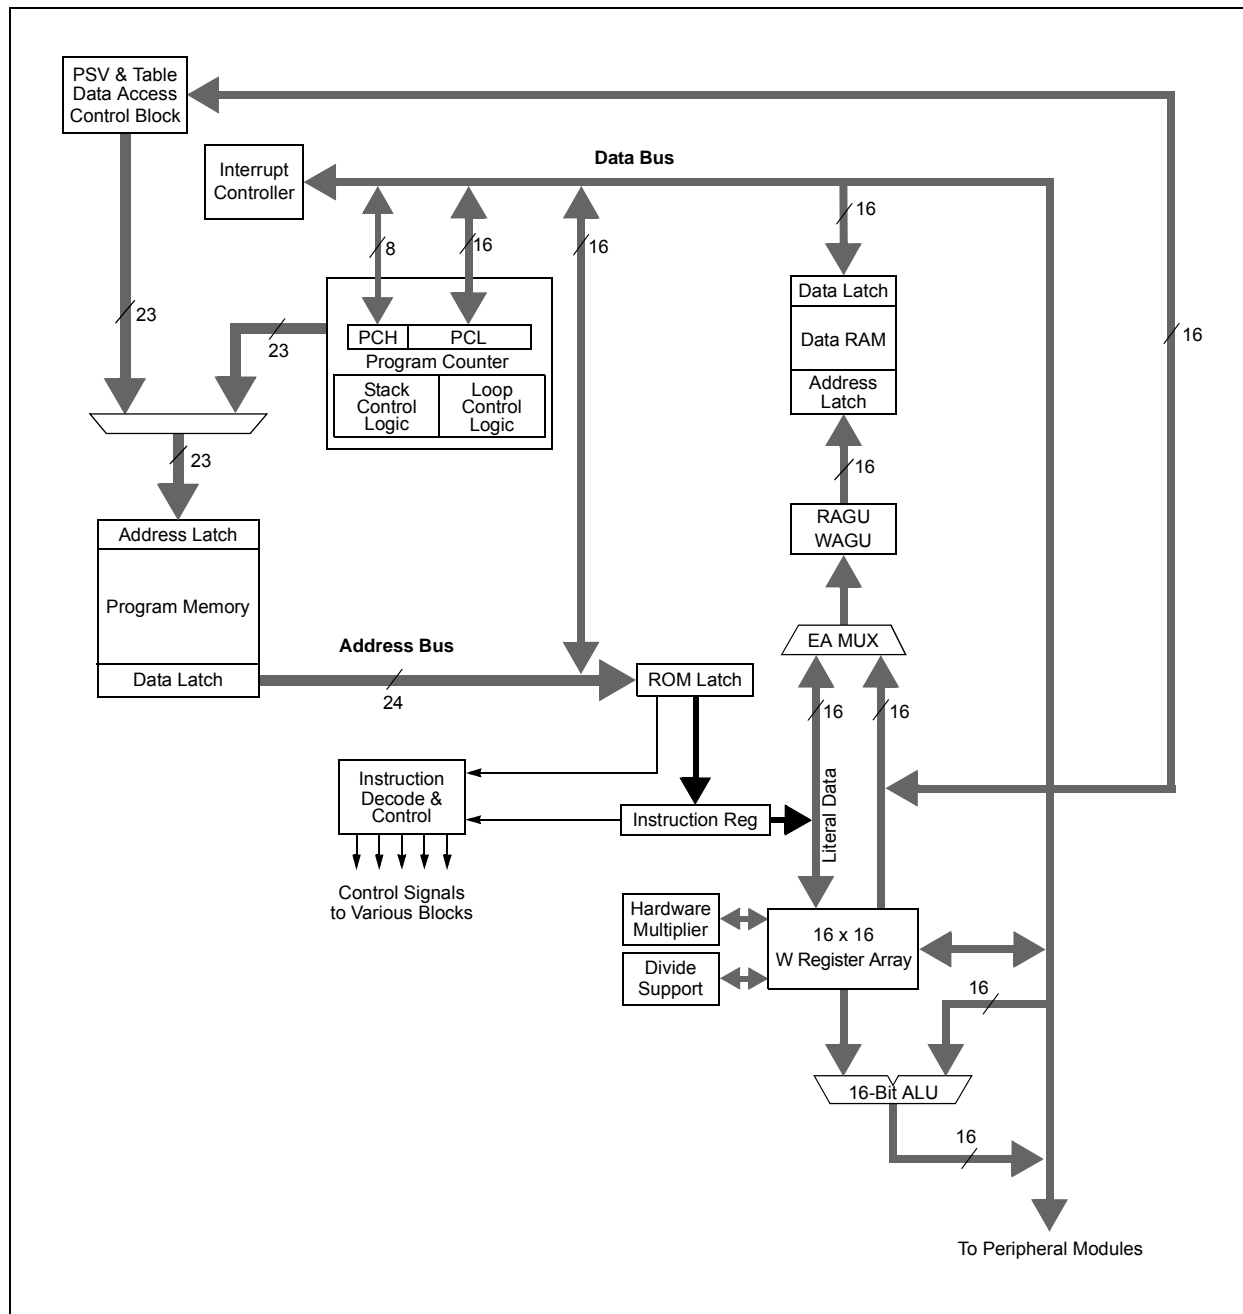 PSV & Table
Data Access
Control Block
Interrupt
Controller
Data Bus
8
16
16
16
23
23
16
PCH
PCL
Program Counter
Stack
Control
Logic
Loop
Control
Logic
Data Latch
Data RAM
Address
Latch
23
16
RAGU
WAGU
Address Latch
Program Memory
Data Latch
Address Bus
24
EA MUX
ROM Latch
16
16
Instruction
Decode &
Control
Instruction Reg
Literal Data
Control Signals
to Various Blocks
Hardware
Multiplier
Divide
Support
16 x 16
W Register Array
16
16-Bit ALU
16
To Peripheral Modules